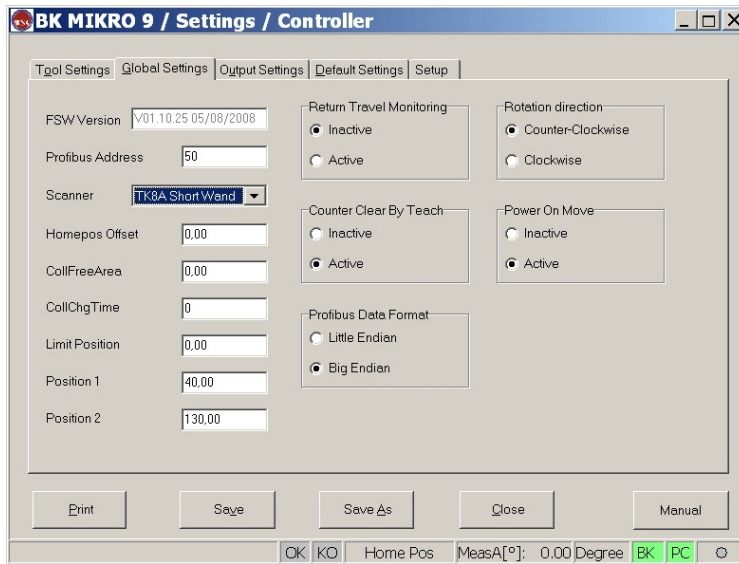 BK MIKRO 9 / Settings / Controller
Tool Settings Global Settings Output Settings Default Settings Setup
FSW Version V01.10.25 05/08/2008
Profibus Address 50
Scanner TK8A Short Wand
Homepos Offset 0,00
CollFreeArea 0,00
CollChgTime 0
Limit Position 0,00
Position 1 40,00
Position 2 130,00
Return Travel Monitoring
Inactive
Active
Counter Clear By Teach
Inactive
Active
Profibus Data Format
Little Endian
Big Endian
Rotation direction
Counter-Clockwise
Clockwise
Power On Move
Inactive
Active
Print Save Save As Close Manual
OK KO Home Pos MeasA[°]: 0.00 Degree BK PC